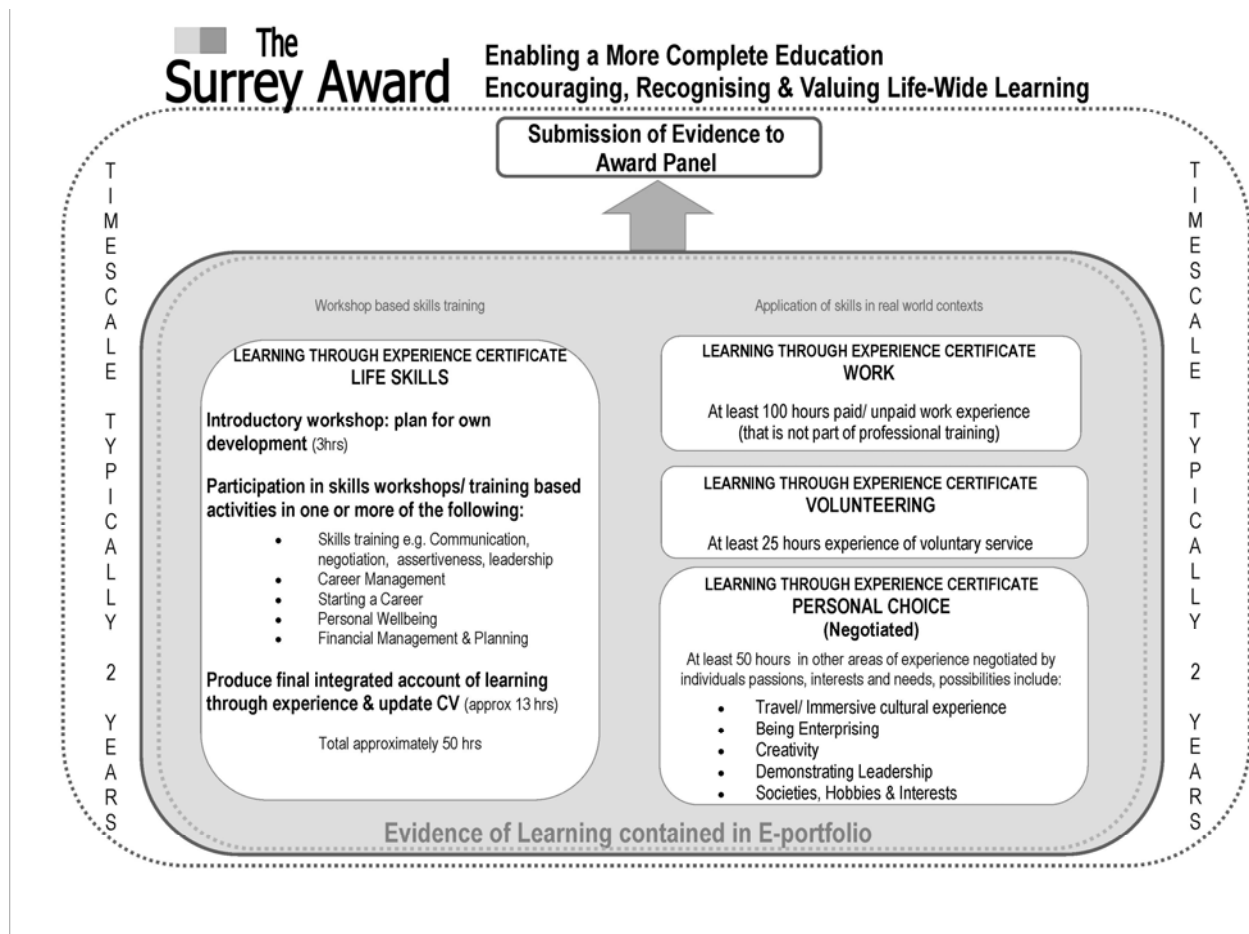 The
Surrey Award
Enabling a More Complete Education
Encouraging, Recognising & Valuing Life-Wide Learning
Submission of Evidence to
Award Panel
TIMESCALE TYPICALLY 2 YEARS
Workshop based skills training
LEARNING THROUGH EXPERIENCE CERTIFICATE
LIFE SKILLS
Introductory workshop: plan for own
development (3hrs)
Participation in skills workshops/ training based
activities in one or more of the following:
• Skills training e.g. Communication,
negotiation, assertiveness, leadership
• Career Management
• Starting a Career
• Personal Wellbeing
• Financial Management & Planning
Produce final integrated account of learning
through experience & update CV (approx 13 hrs)
Total approximately 50 hrs
Application of skills in real world contexts
LEARNING THROUGH EXPERIENCE CERTIFICATE
WORK
At least 100 hours paid/ unpaid work experience
(that is not part of professional training)
LEARNING THROUGH EXPERIENCE CERTIFICATE
VOLUNTEERING
At least 25 hours experience of voluntary service
LEARNING THROUGH EXPERIENCE CERTIFICATE
PERSONAL CHOICE
(Negotiated)
At least 50 hours in other areas of experience negotiated by
individuals passions, interests and needs, possibilities include:
• Travel/ Immersive cultural experience
• Being Enterprising
• Creativity
• Demonstrating Leadership
• Societies, Hobbies & Interests
Evidence of Learning contained in E-portfolio
TIMESCALE TYPICALLY 2 YEARS